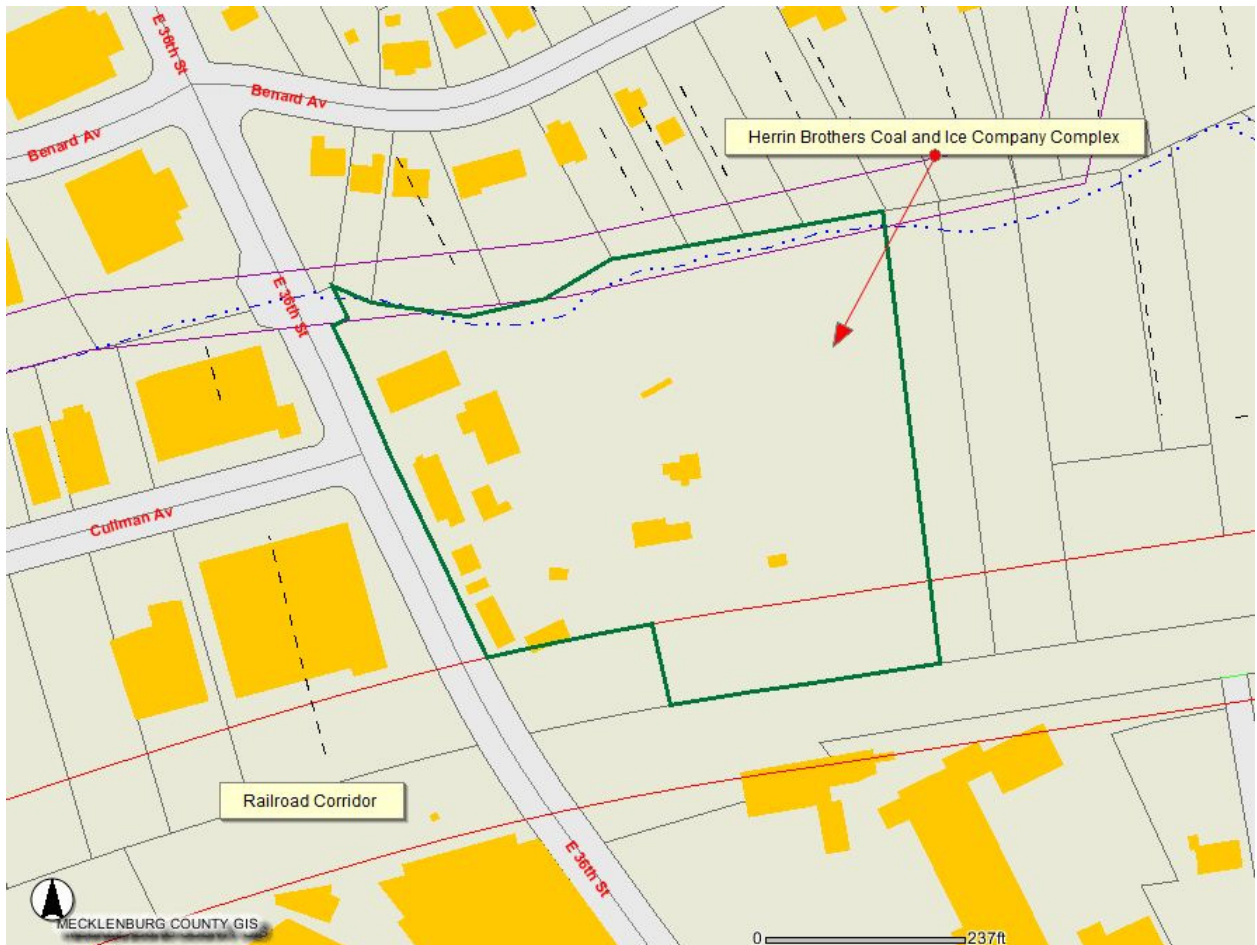 E 36th St
Benard Av
Benard Av
Herrin Brothers Coal and Ice Company Complex
E 36th St
Cullman Av
Railroad Corridor
E 36th St
MECKLENBURG COUNTY GIS
0 237ft